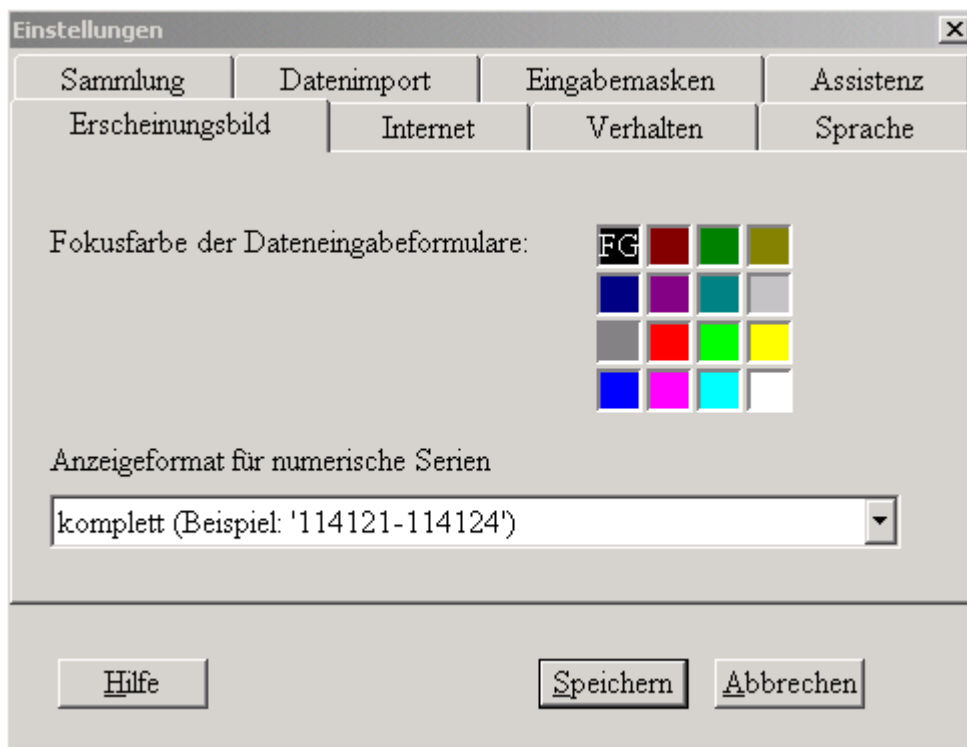 Einstellungen
Sammlung Datenimport Eingabemasken Assistenz
Erscheinungsbild Internet Verhalten Sprache
Fokusfarbe der Dateneingabeformulare:
FG
Anzeigeformat für numerische Serien
komplett (Beispiel: '114121-114124')
Hilfe Speichern Abbrechen